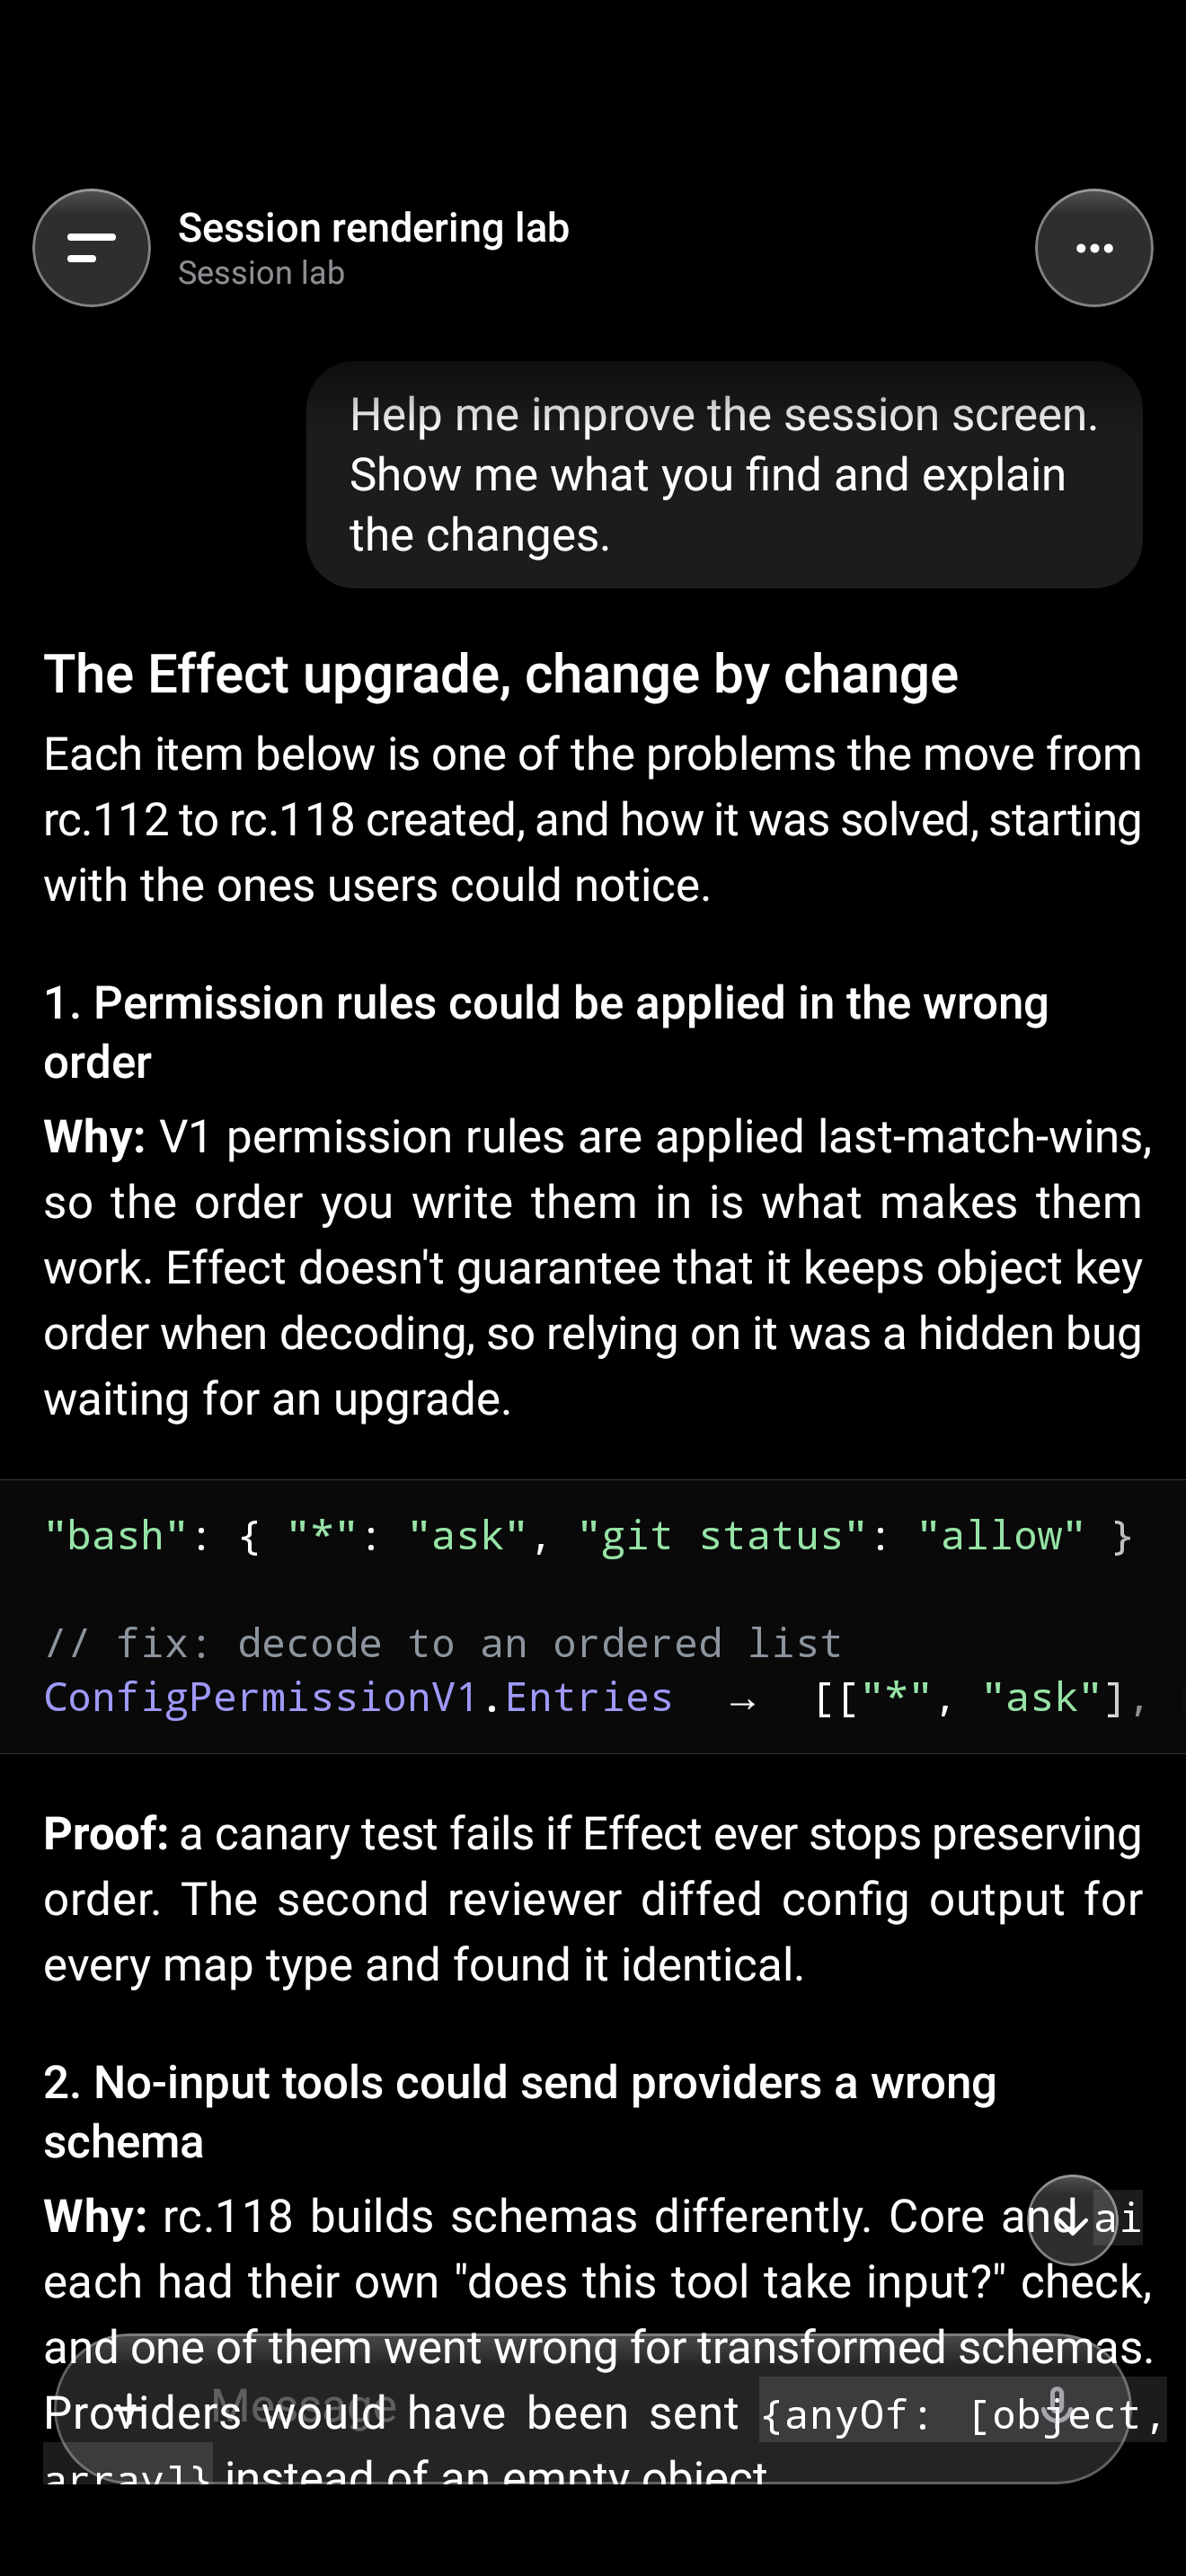 Session rendering lab
Session lab
Help me improve the session screen.
Show me what you find and explain
the changes.
The Effect upgrade, change by change
Each item below is one of the problems the move from
rc.112 to rc.118 created, and how it was solved, starting
with the ones users could notice.
1. Permission rules could be applied in the wrong
order
Why: V1 permission rules are applied last-match-wins,
so the order you write them in is what makes them
work. Effect doesn't guarantee that it keeps object key
order when decoding, so relying on it was a hidden bug
waiting for an upgrade.
"bash": { "*": "ask", "git status": "allow" }
// fix: decode to an ordered list
ConfigPermissionV1.Entries → [["*", "ask"],
Proof: a canary test fails if Effect ever stops preserving
order. The second reviewer diffed config output for
every map type and found it identical.
2. No-input tools could send providers a wrong
schema
Why: rc.118 builds schemas differently. Core and ai
each had their own "does this tool take input?" check,
and one of them went wrong for transformed schemas.
Message
Providers would have been sent {anyOf: [object,
array]} instead of an empty object